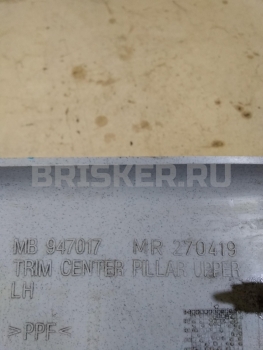 BRISKER.RU
MB 947017 MR 270419
TRIM CENTER PILLAR UPPER
LH
>PPF<